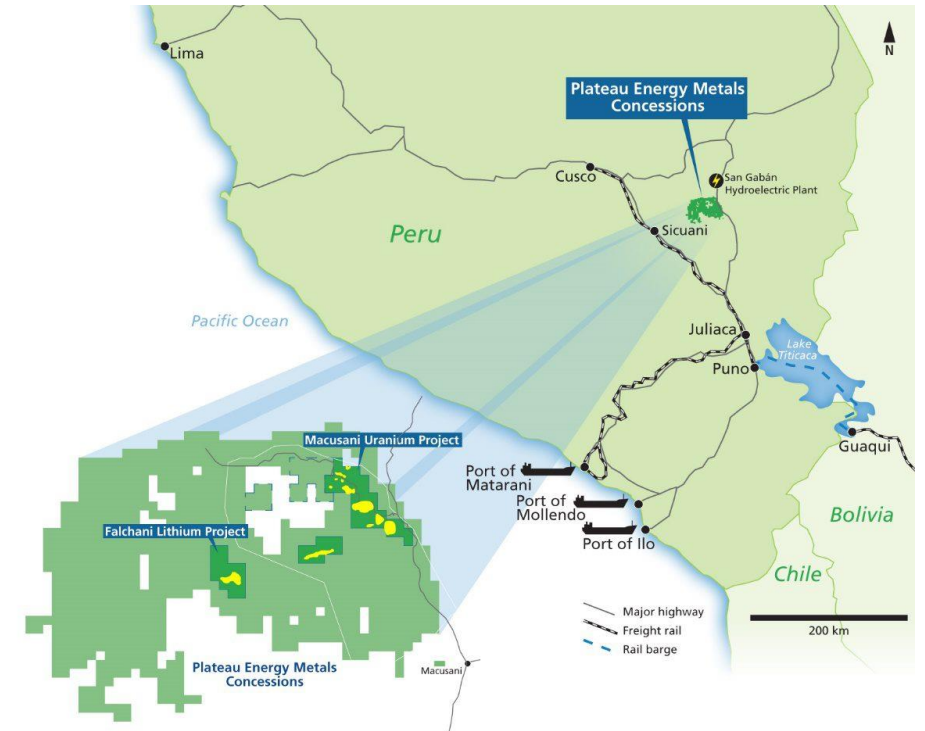 Lima
N
Plateau Energy Metals
Concessions
Cusco
San Gabán
Hydroelectric Plant
Peru
Sicuani
Pacific Ocean
Juliaca
Lake
Titicaca
Puno
Guaqui
Macusani Uranium Project
Port of
Matarani
Port of
Mollendo
Bolivia
Falchani Lithium Project
Port of Ilo
Chile
Major highway
Freight rail
Rail barge
200 km
Plateau Energy Metals
Concessions
Macusani